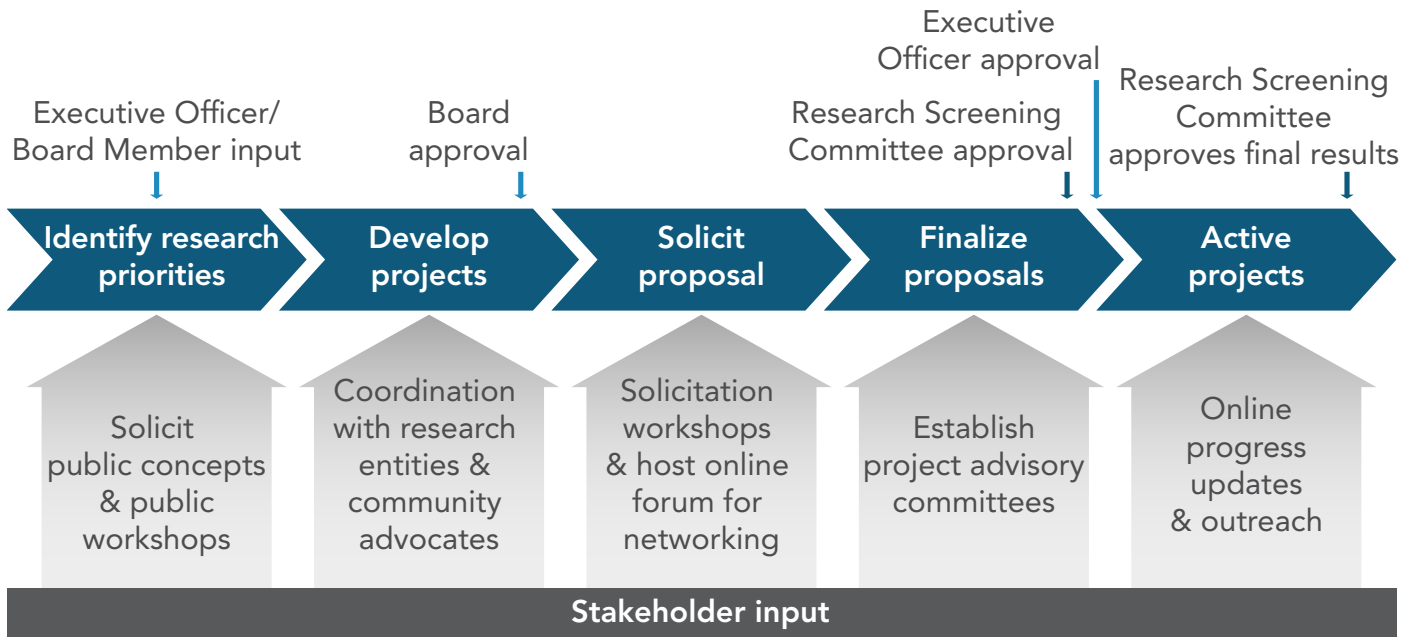 Executive
Officer approval
Executive Officer/
Board Member input
Board
approval
Research Screening
Committee approval
Research Screening
Committee
approves final results
Identify research
priorities
Develop
projects
Solicit
proposal
Finalize
proposals
Active
projects
Solicit
public concepts
& public
workshops
Coordination
with research
entities &
community
advocates
Solicitation
workshops
& host online
forum for
networking
Establish
project advisory
committees
Online
progress
updates
& outreach
Stakeholder input